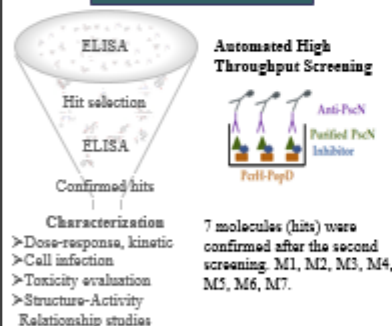 ELISA
Hit selection
ELISA
Confirmed hits
Characterization
➢Dose-response, kinetic
➢Cell infection
➢Toxicity evaluation
➢Structure-Activity
Relationship studies
Automated High
Throughput Screening
Anti-PscN
Purified PscN
Inhibitor
PcrH-PopD
7 molecules (hits) were
confirmed after the second
screening. M1, M2, M3, M4,
M5, M6, M7.